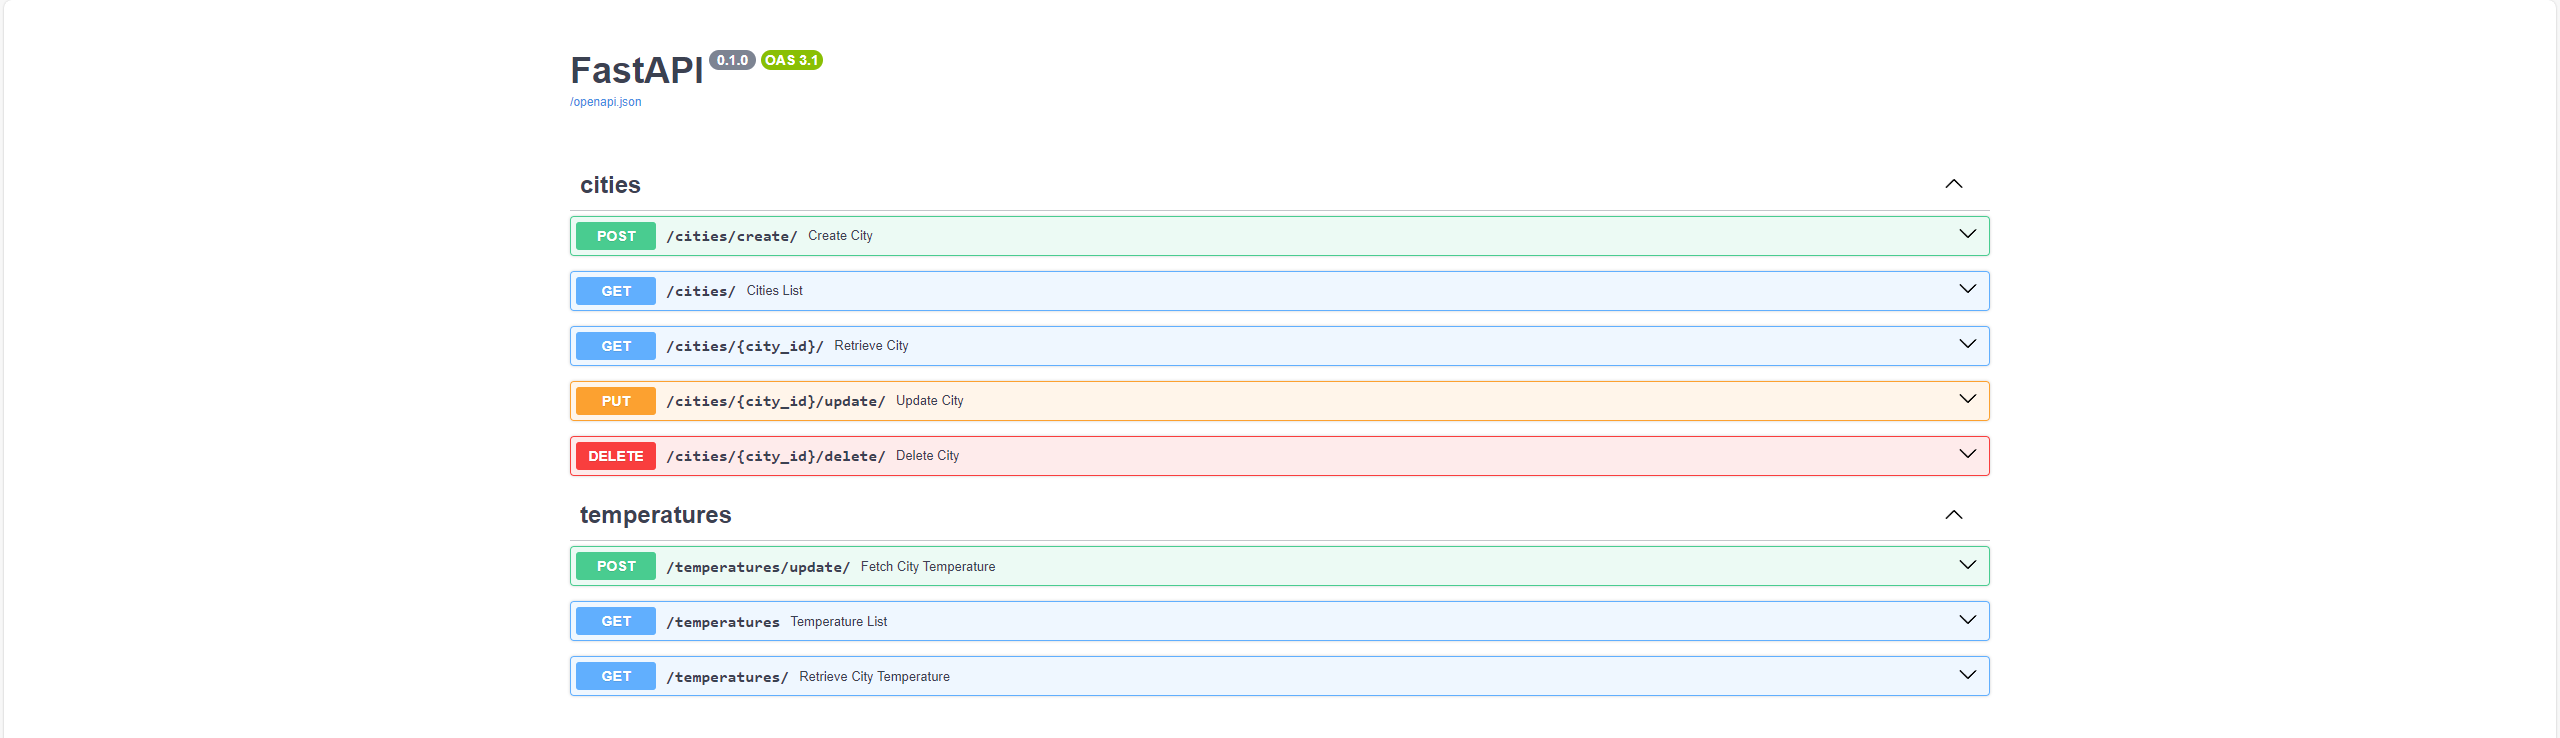 FastAPI 0.1.0 OAS 3.1
/openapi.json
cities
POST /cities/create/ Create City
GET /cities/ Cities List
GET /cities/{city_id}/ Retrieve City
PUT /cities/{city_id}/update/ Update City
DELETE /cities/{city_id}/delete/ Delete City
temperatures
POST /temperatures/update/ Fetch City Temperature
GET /temperatures Temperature List
GET /temperatures/ Retrieve City Temperature